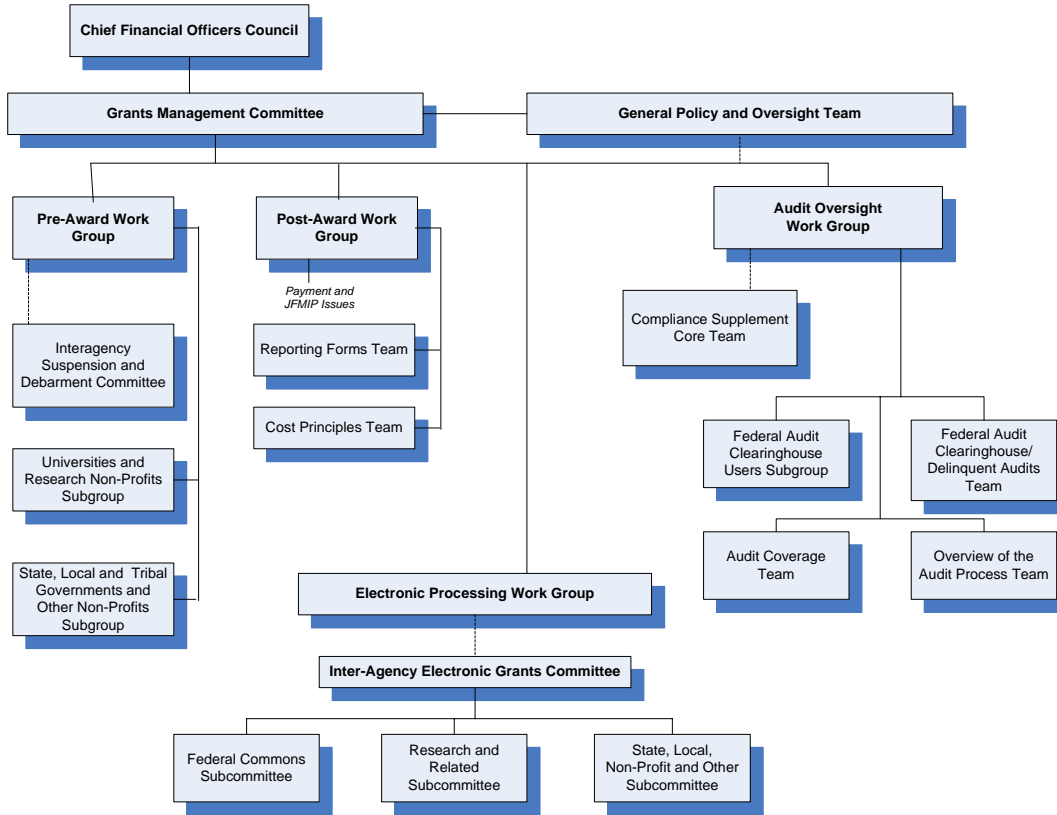 Chief Financial Officers Council
Grants Management Committee
General Policy and Oversight Team
Pre-Award Work
Group
Post-Award Work
Group
Audit Oversight
Work Group
Payment and
JFMIP Issues
Interagency
Suspension and
Debarment Committee
Reporting Forms Team
Compliance Supplement
Core Team
Cost Principles Team
Universities and
Research Non-Profits
Subgroup
Federal Audit
Clearinghouse
Users Subgroup
Federal Audit
Clearinghouse/
Delinquent Audits
Team
Audit Coverage
Team
Overview of the
Audit Process Team
State, Local and Tribal
Governments and
Other Non-Profits
Subgroup
Electronic Processing Work Group
Inter-Agency Electronic Grants Committee
Federal Commons
Subcommittee
Research and
Related
Subcommittee
State, Local,
Non-Profit and Other
Subcommittee